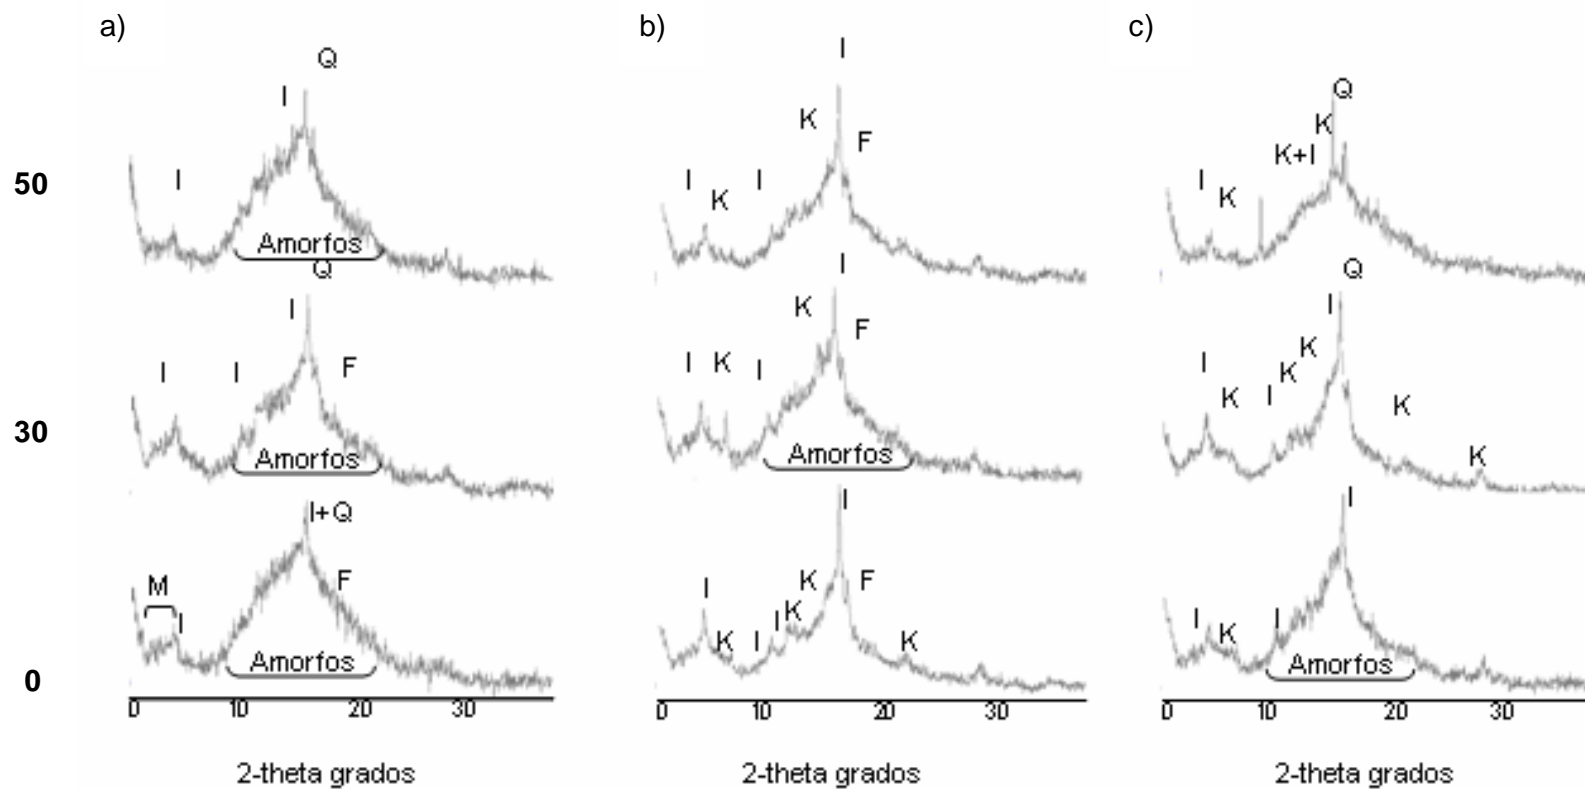 a) b) c)
50
30
0
Q
I
I
Amorfos
Q
I
I
I
F
Amorfos
I+Q
M
I
F
Amorfos
0 10 20 30
2-theta grados
I
K
F
I
K
I
I
K
F
I
K
I
Amorfos
I
I
K
F
K
I
K
I
K
0 10 20 30
2-theta grados
Q
K
K+I
I
K
Q
I
K
I
K
K
I
K
K
I
I
K
I
Amorfos
0 10 20 30
2-theta grados